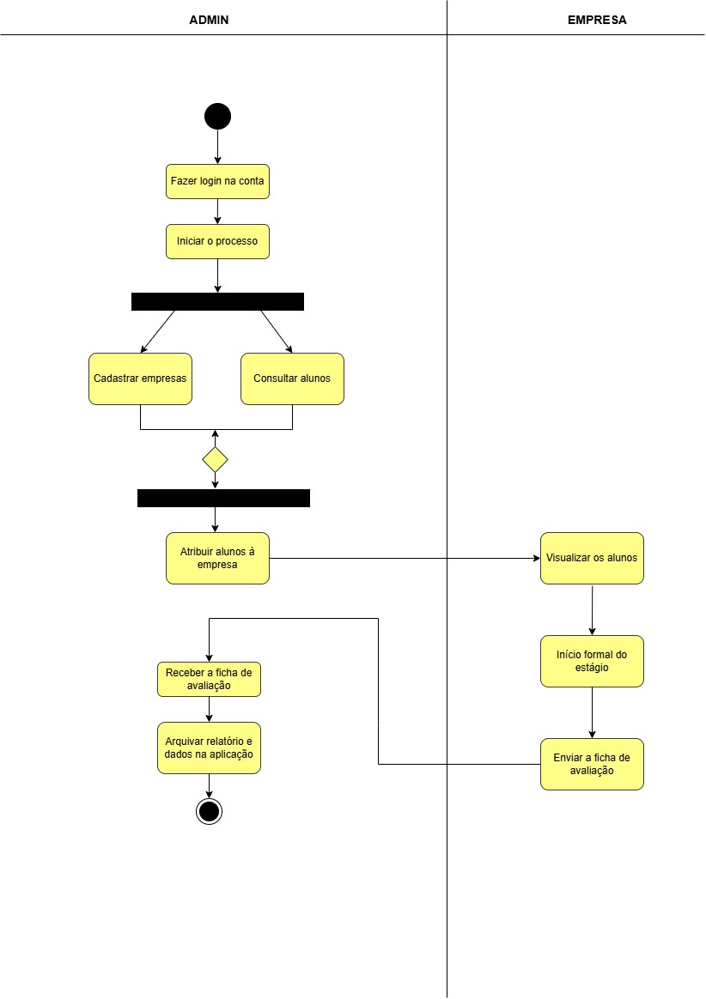 ADMIN
EMPRESA
Fazer login na conta
Iniciar o processo
Cadastrar empresas
Consultar alunos
Atribuir alunos à
empresa
Visualizar os alunos
Início formal do
estágio
Enviar a ficha de
avaliação
Receber a ficha de
avaliação
Arquivar relatório e
dados na aplicação